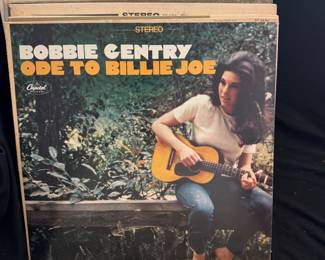 STEREO
STEREO
BOBBIE GENTRY
ODE TO BILLIE JOE
Capitol